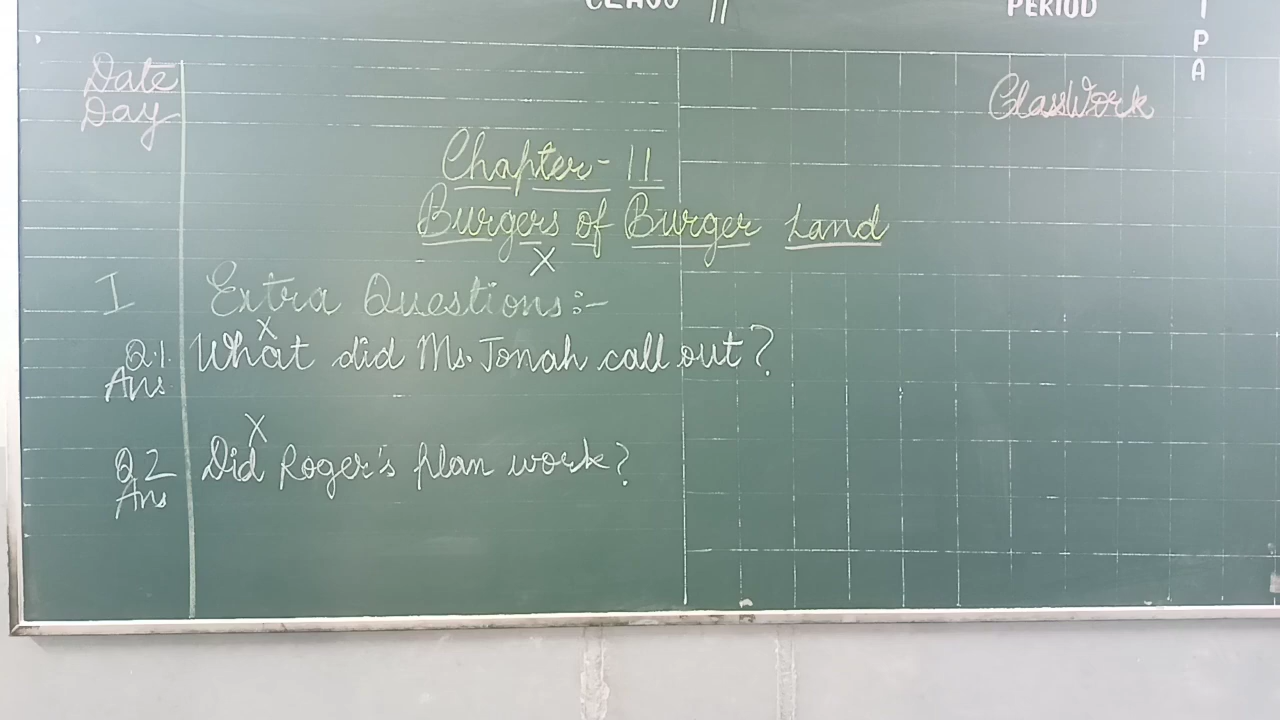 CLASS II PERIOD T
P
A
Date
Day
ClassWork
Chapter-11
Burgers of Burger Land
X
I Extra Questions:-
X
Q.1. What did Ms. Jonah call out?
Ans
X
Q 2 Did Roger's plan work?
Ans